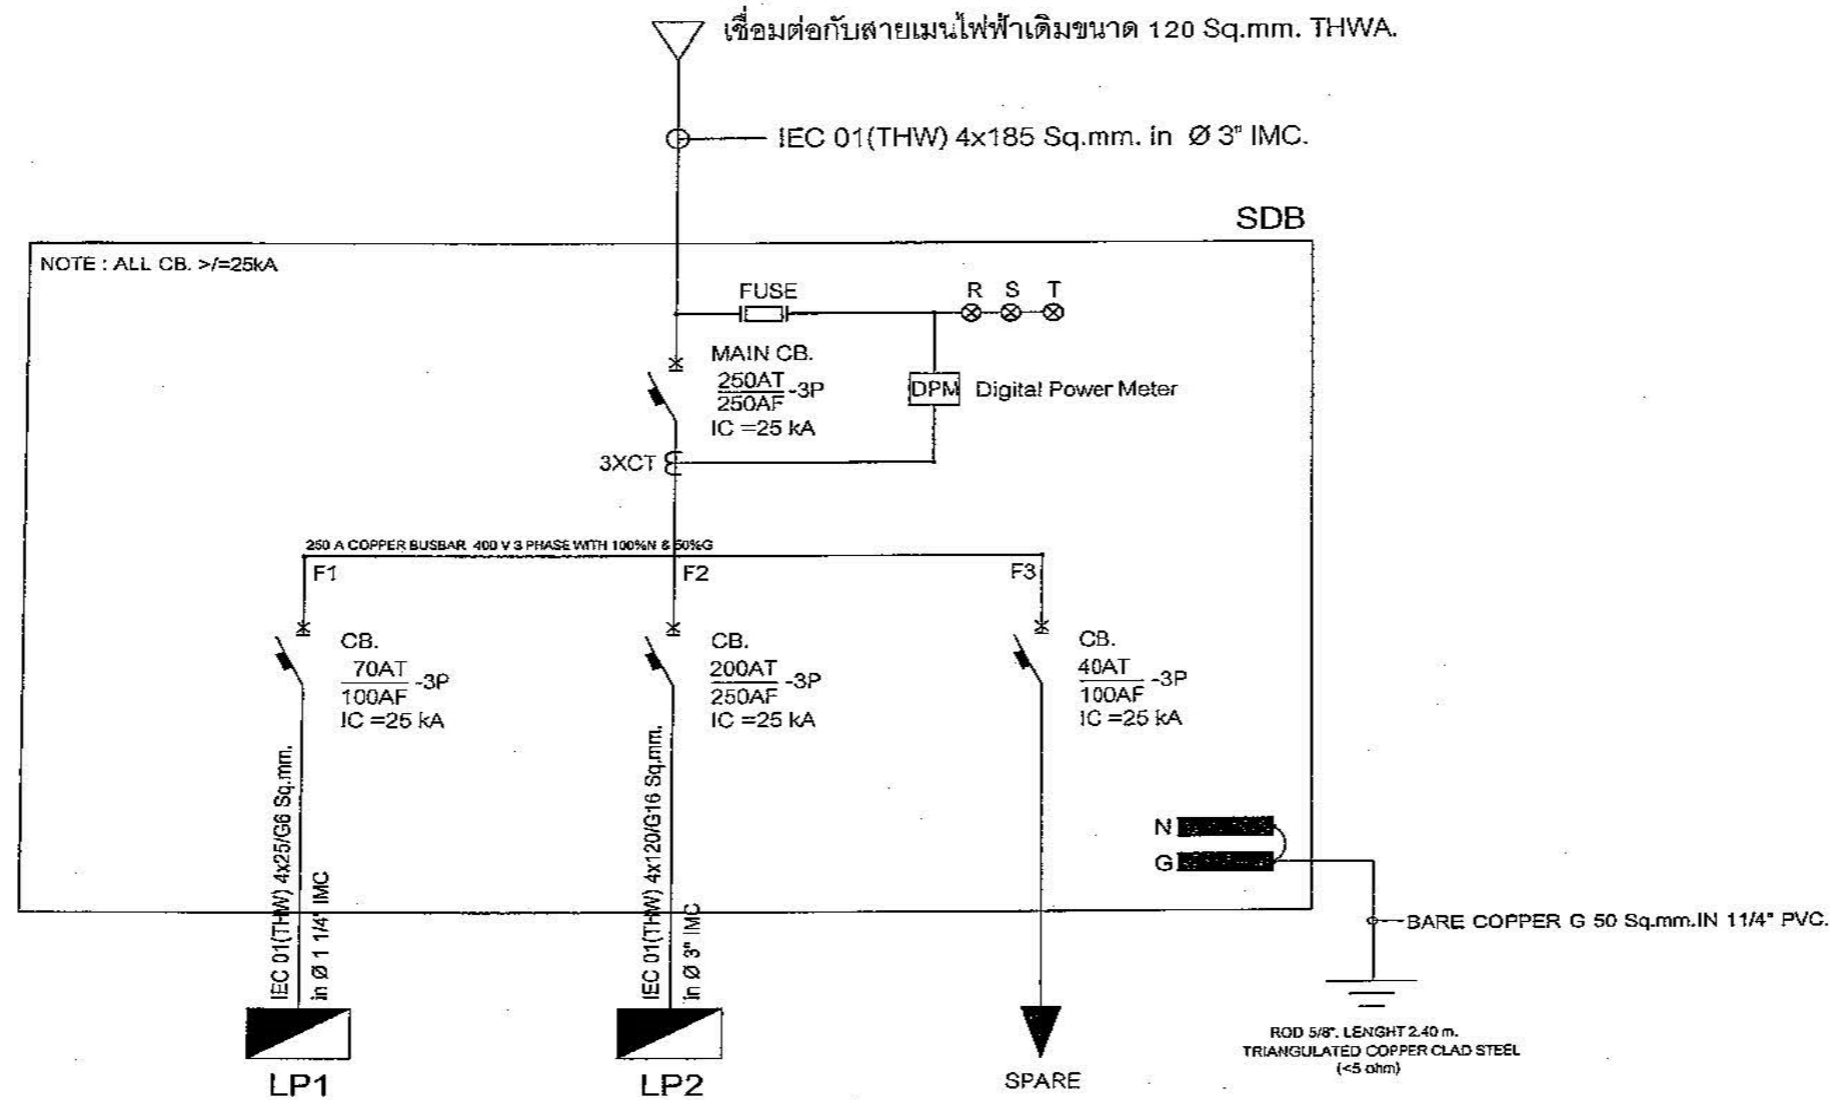 เชื่อมต่อกับสายเมนไฟฟ้าเดิมขนาด 120 Sq.mm. THWA.
IEC 01(THW) 4x185 Sq.mm. in Ø 3" IMC.
SDB
NOTE : ALL CB. >/=25kA
FUSE
R S T
MAIN CB.
250AT
250AF
-3P
IC =25 kA
DPM
Digital Power Meter
3XCT
250 A COPPER BUSBAR 400 V 3 PHASE WITH 100%N & 50%G
F1
F2
F3
CB.
70AT
100AF
-3P
IC =25 kA
CB.
200AT
250AF
-3P
IC =25 kA
CB.
40AT
100AF
-3P
IC =25 kA
IEC 01(THW) 4x25/G6 Sq.mm.
in Ø 1 1/4" IMC
IEC 01(THW) 4x120/G16 Sq.mm.
in Ø 3" IMC
N
G
BARE COPPER G 50 Sq.mm.IN 11/4" PVC.
ROD 5/8". LENGHT 2.40 m.
TRIANGULATED COPPER CLAD STEEL
(<5 ohm)
LP1
LP2
SPARE